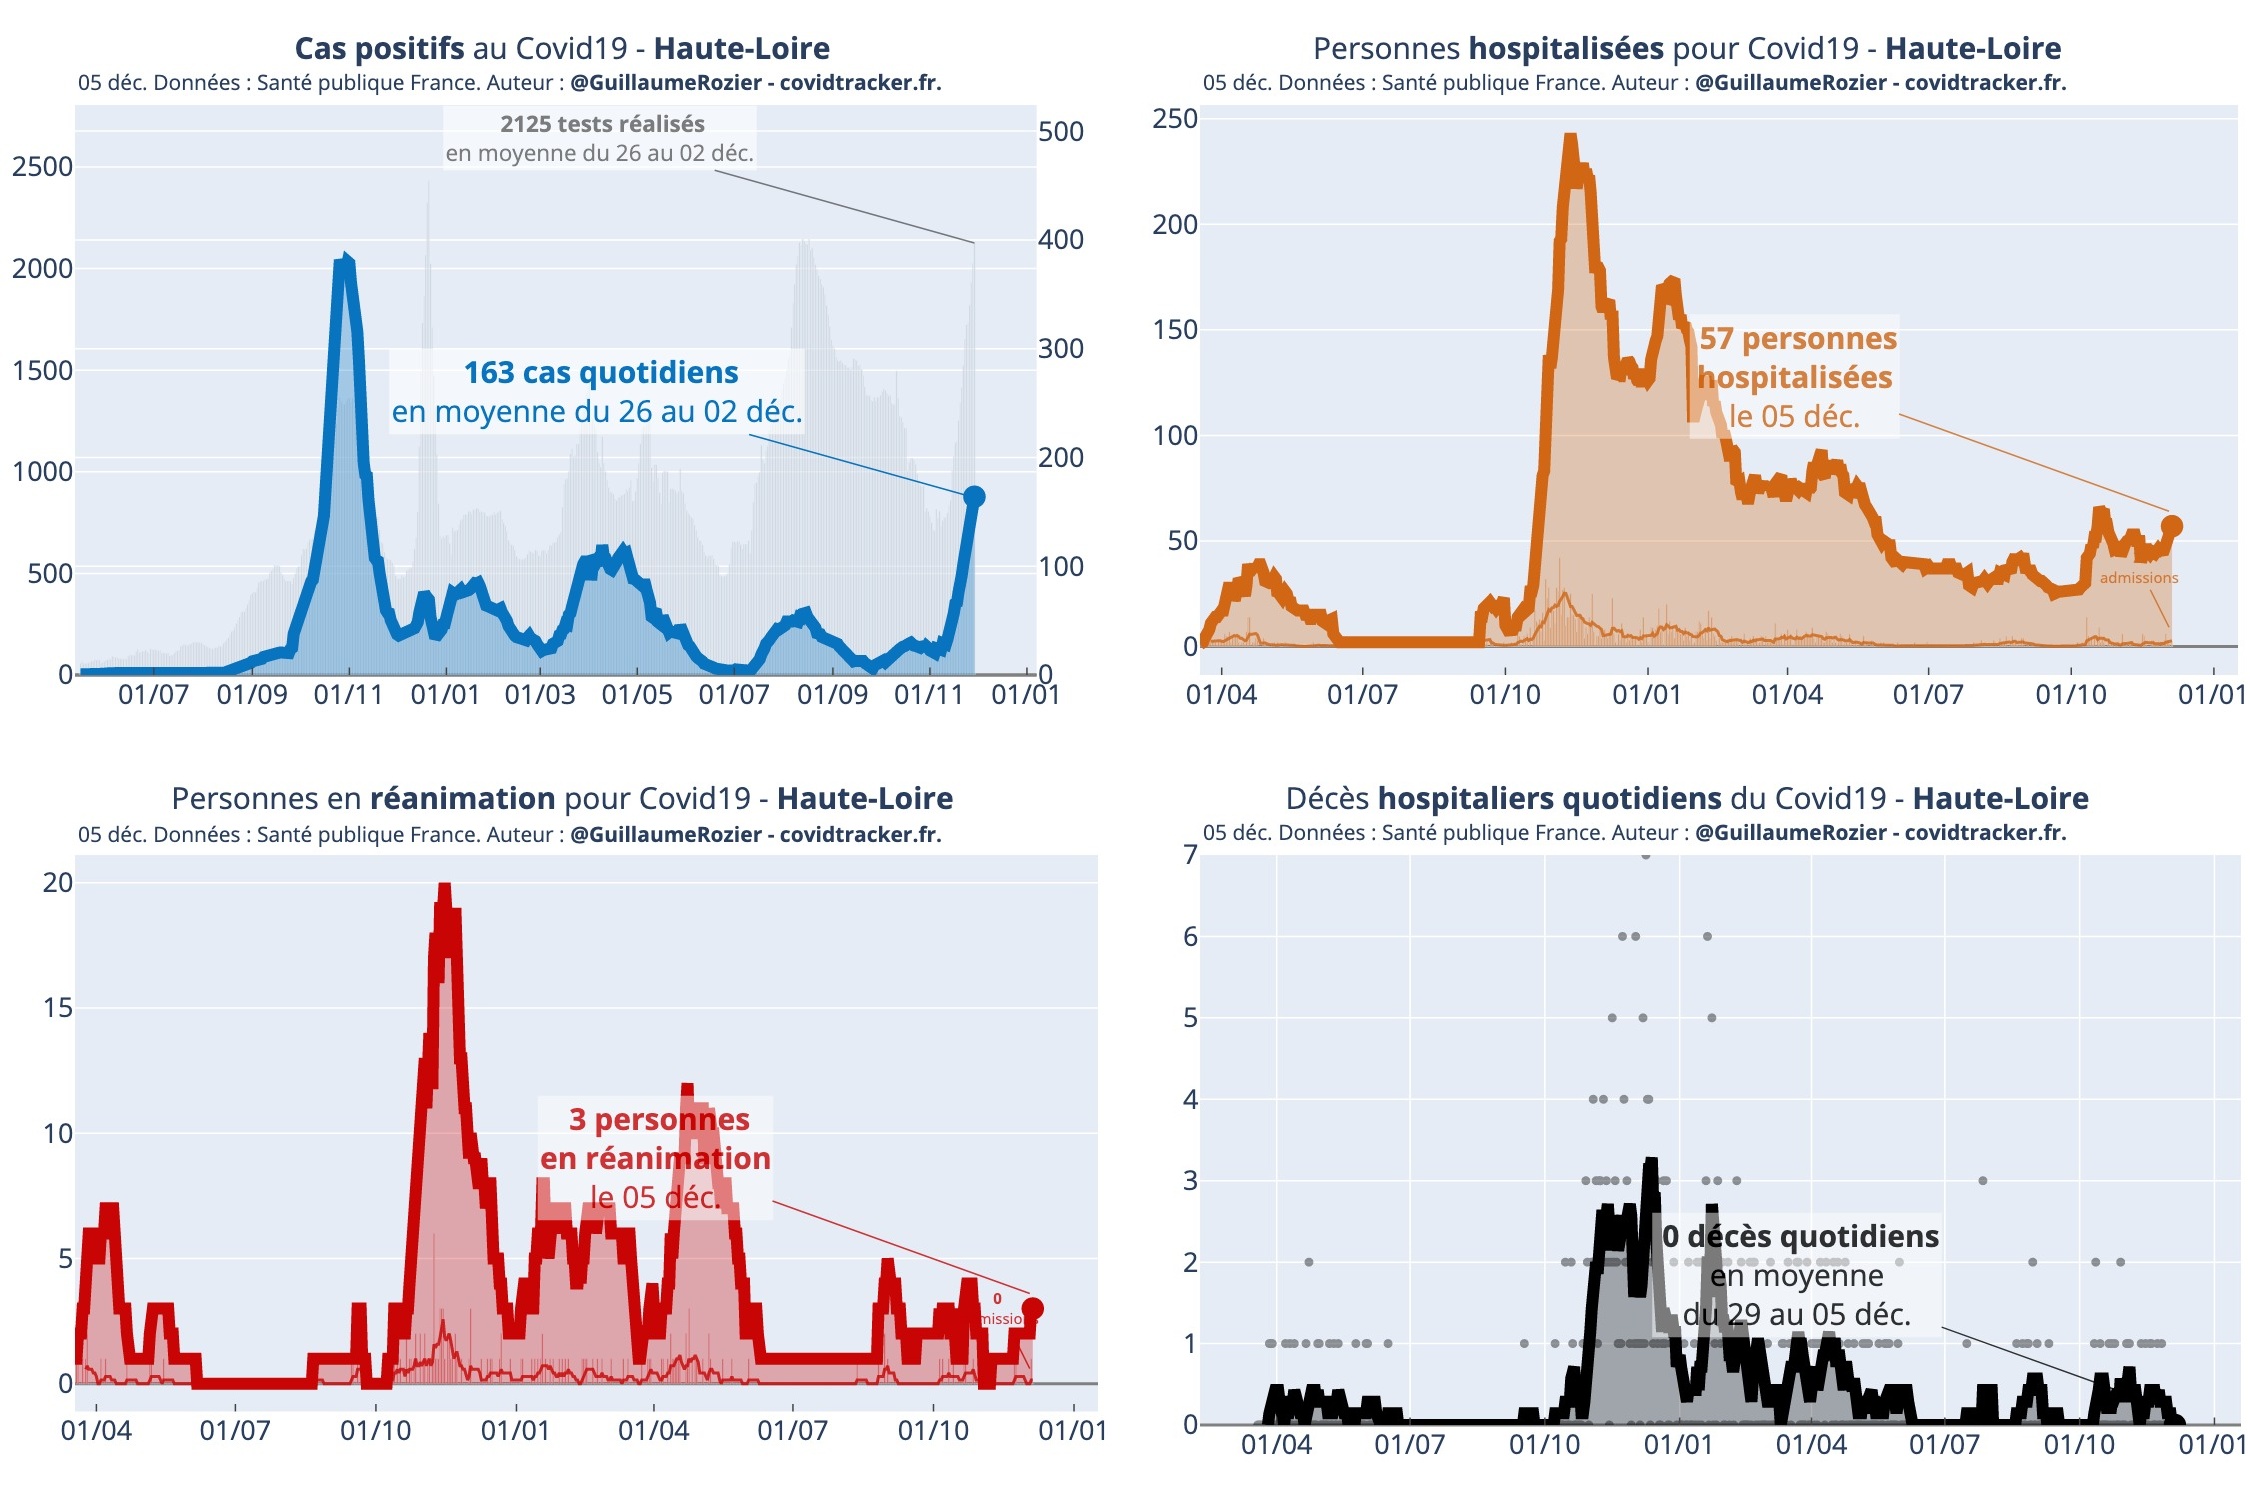 Cas positifs au Covid19 - Haute-Loire
05 déc. Données : Santé publique France. Auteur : @GuillaumeRozier - covidtracker.fr.
2125 tests réalisés
en moyenne du 26 au 02 déc.
163 cas quotidiens
en moyenne du 26 au 02 déc.
2500
2000
1500
1000
500
0
500
400
300
200
100
0
01/07 01/09 01/11 01/01 01/03 01/05 01/07 01/09 01/11 01/01
Personnes hospitalisées pour Covid19 - Haute-Loire
05 déc. Données : Santé publique France. Auteur : @GuillaumeRozier - covidtracker.fr.
250
200
150
100
50
0
57 personnes
hospitalisées
le 05 déc.
admissions
01/04 01/07 01/10 01/01 01/04 01/07 01/10 01/01
Personnes en réanimation pour Covid19 - Haute-Loire
05 déc. Données : Santé publique France. Auteur : @GuillaumeRozier - covidtracker.fr.
20
15
10
5
0
3 personnes
en réanimation
le 05 déc.
0
01/04 01/07 01/10 01/01 01/04 01/07 01/10 01/01
Décès hospitaliers quotidiens du Covid19 - Haute-Loire
05 déc. Données : Santé publique France. Auteur : @GuillaumeRozier - covidtracker.fr.
7
6
5
4
3
2
1
0
0 décès quotidiens
en moyenne
du 29 au 05 déc.
01/04 01/07 01/10 01/01 01/04 01/07 01/10 01/01